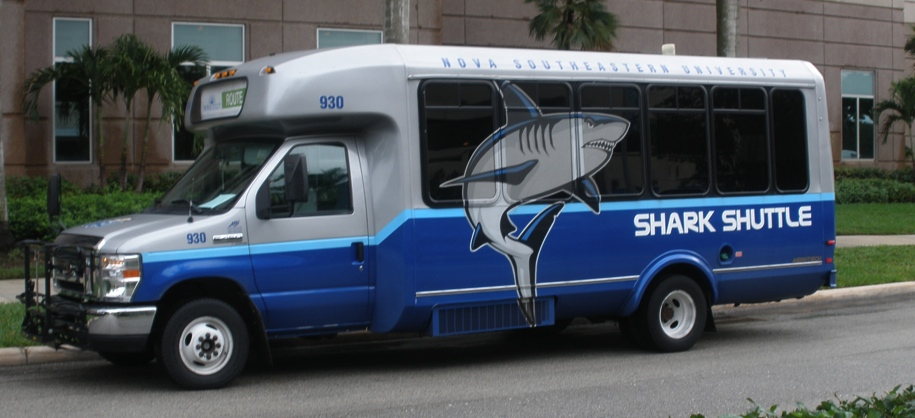 NOVA SOUTHEASTERN UNIVERSITY
ROUTE
930
930
SHARK SHUTTLE